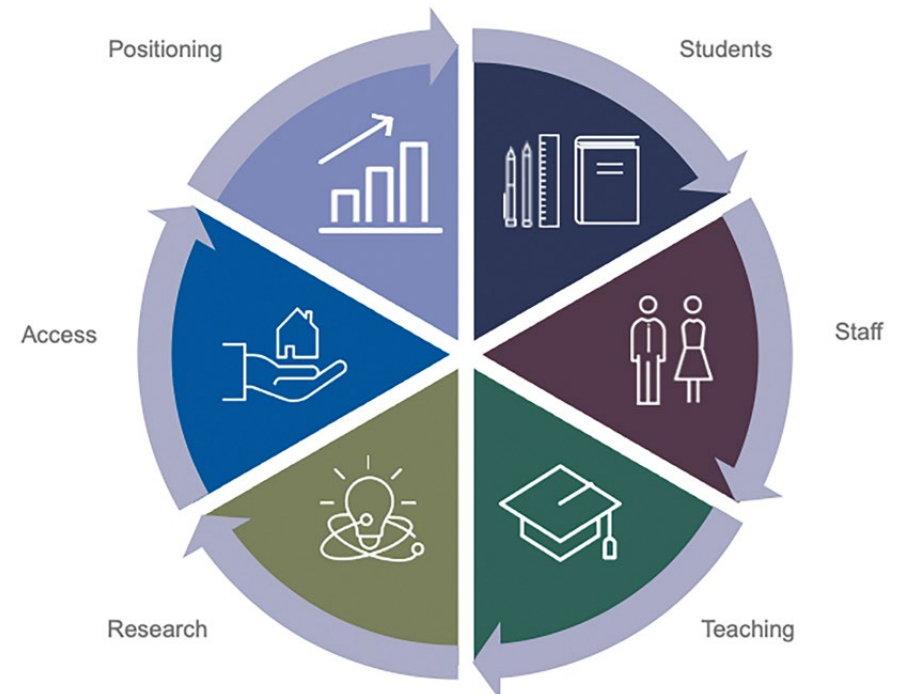 Positioning
Students
Access
Staff
Research
Teaching